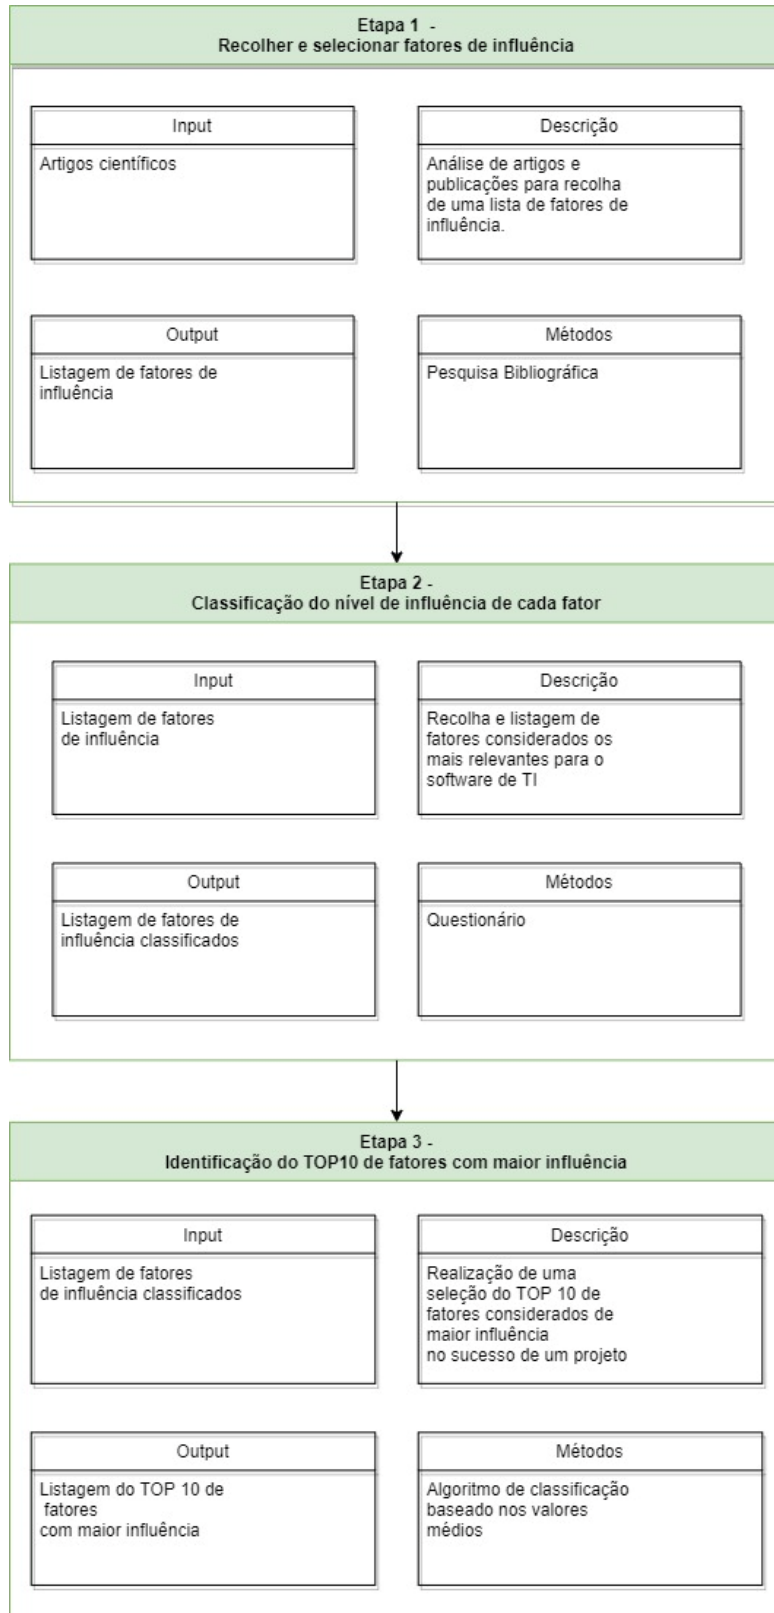 Etapa 1 -
Recolher e selecionar fatores de influência
Input
Artigos científicos
Descrição
Análise de artigos e
publicações para recolha
de uma lista de fatores de
influência.
Output
Listagem de fatores de
influência
Métodos
Pesquisa Bibliográfica
Etapa 2 -
Classificação do nível de influência de cada fator
Input
Listagem de fatores
de influência
Descrição
Recolha e listagem de
fatores considerados os
mais relevantes para o
software de TI
Output
Listagem de fatores de
influência classificados
Métodos
Questionário
Etapa 3 -
Identificação do TOP10 de fatores com maior influência
Input
Listagem de fatores
de influência classificados
Descrição
Realização de uma
seleção do TOP 10 de
fatores considerados de
maior influência
no sucesso de um projeto
Output
Listagem do TOP 10 de
fatores
com maior influência
Métodos
Algoritmo de classificação
baseado nos valores
médios